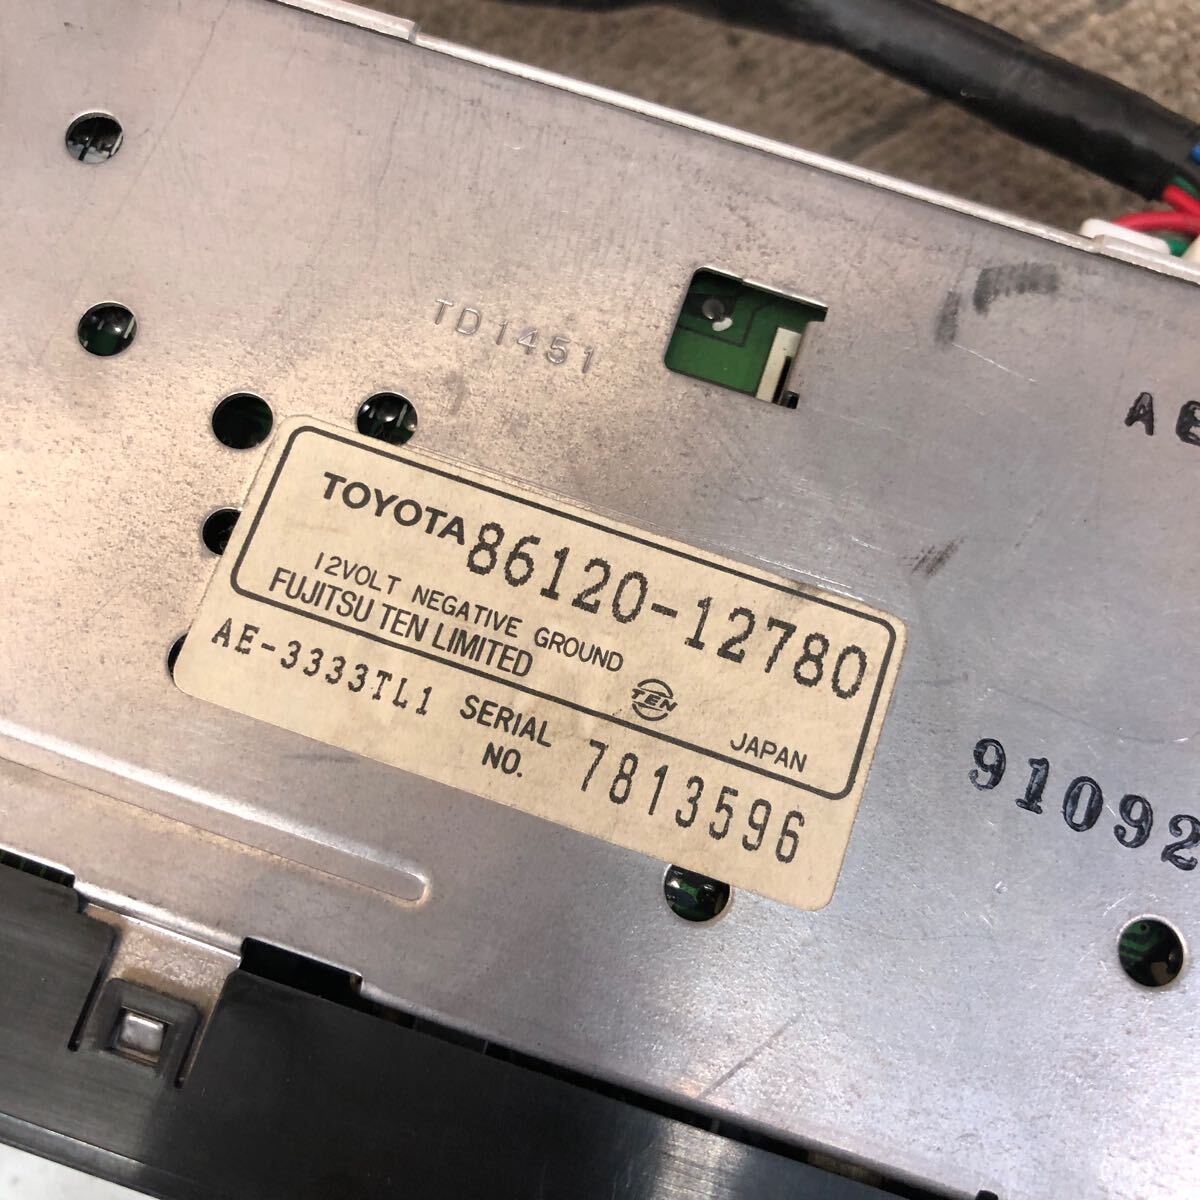 TD1451
AE
TOYOTA 86120-12780
12VOLT NEGATIVE GROUND
FUJITSU TEN LIMITED
TEN
JAPAN
AE-3333TL1 SERIAL NO. 7813596
91092